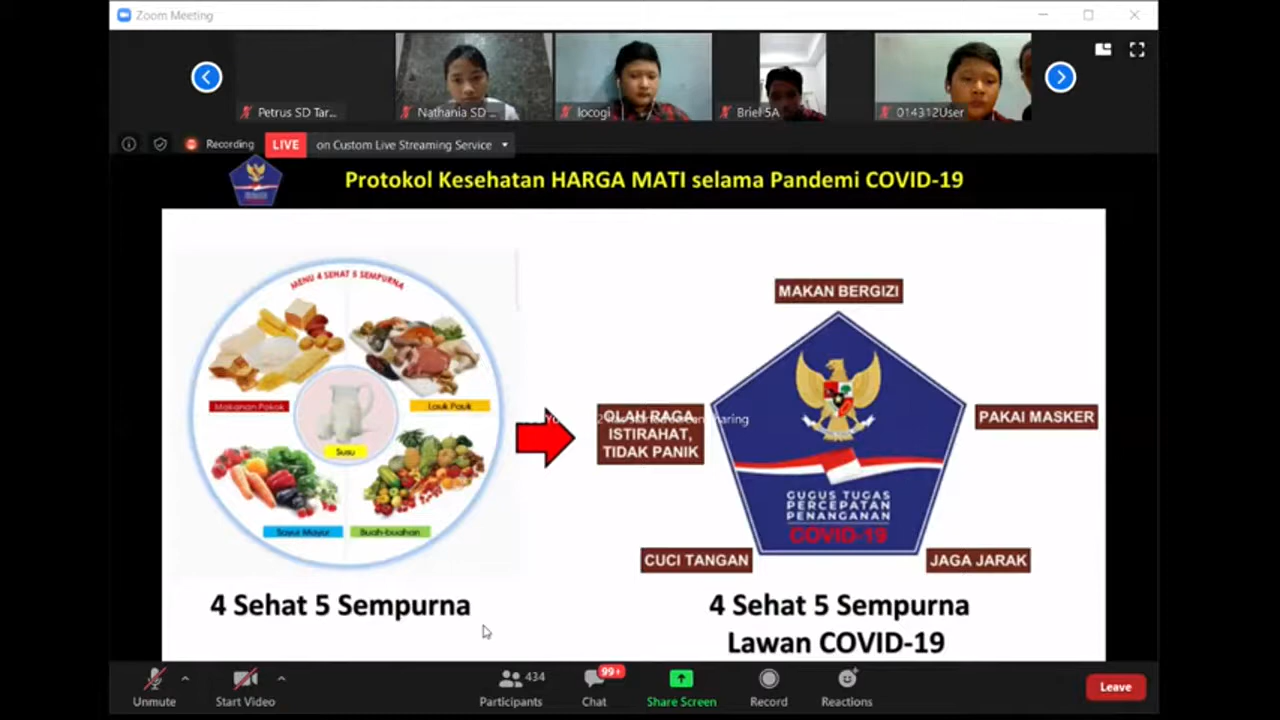 Zoom Meeting
Petrus SD Tar...
Nathania SD ...
locogi
Briel 5A
014312User
Recording
LIVE
on Custom Live Streaming Service
Protokol Kesehatan HARGA MATI selama Pandemi COVID-19
MENU 4 SEHAT 5 SEMPURNA
Makanan Pokok
Lauk Pauk
Susu
Sayur Mayur
Buah-buahan
4 Sehat 5 Sempurna
MAKAN BERGIZI
OLAH RAGA
ISTIRAHAT,
TIDAK PANIK
PAKAI MASKER
GUGUS TUGAS
PERCEPATAN
PENANGANAN
COVID-19
CUCI TANGAN
JAGA JARAK
4 Sehat 5 Sempurna
Lawan COVID-19
Unmute
Start Video
434
Participants
99+
Chat
Share Screen
Record
Reactions
Leave